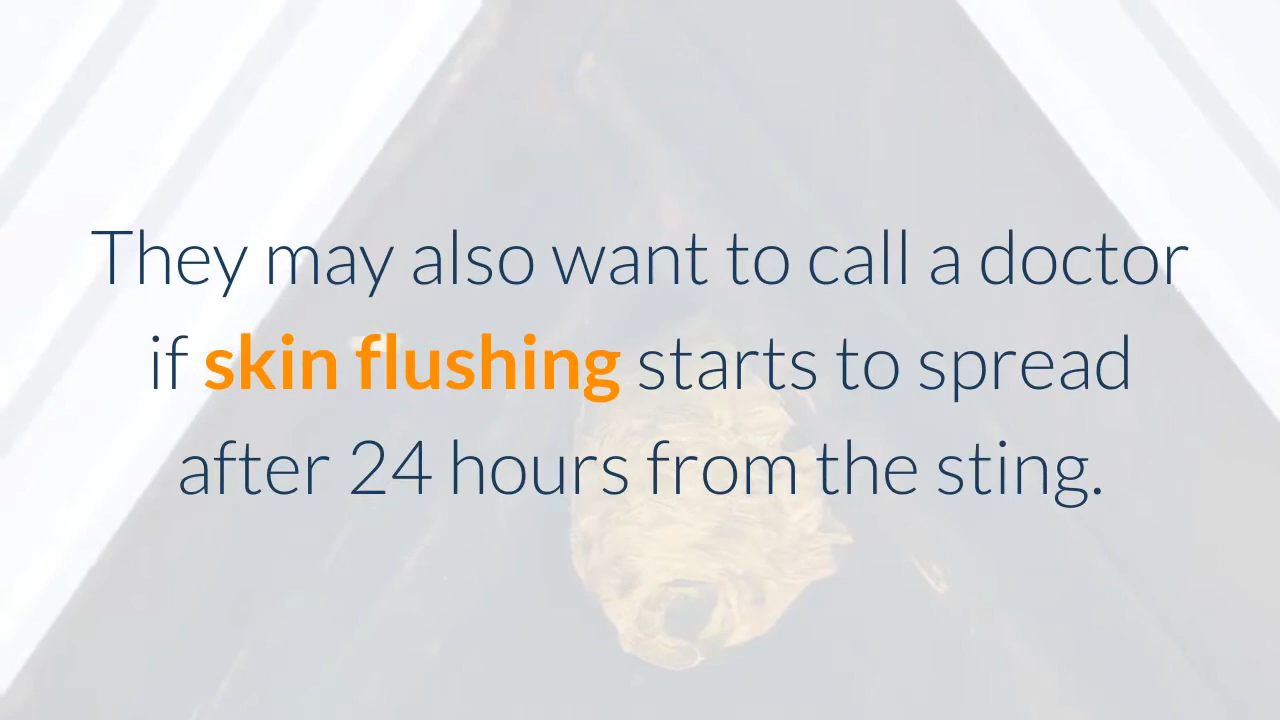 They may also want to call a doctor
if skin flushing starts to spread
after 24 hours from the sting.